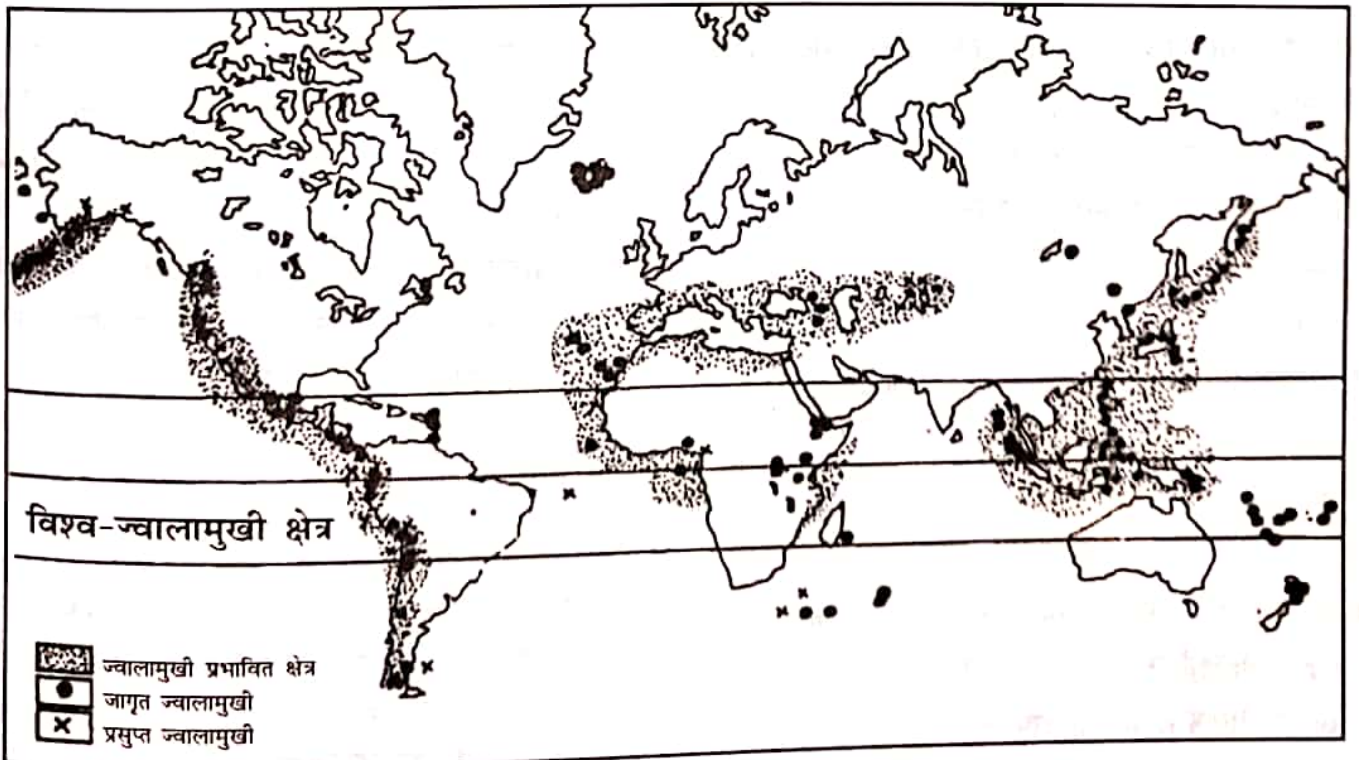 विश्व-ज्वालामुखी क्षेत्र
ज्वालामुखी प्रभावित क्षेत्र
जागृत ज्वालामुखी
प्रसुप्त ज्वालामुखी